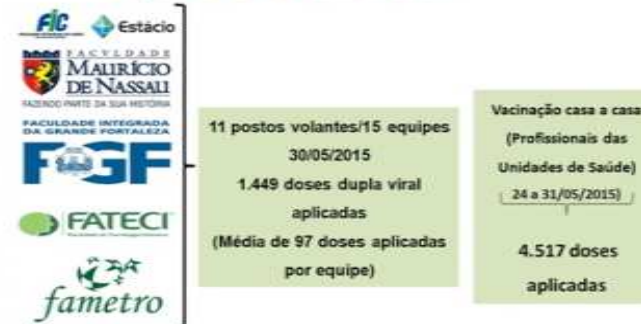 FIC Estácio
FACVLDADE
MAURÍCIO
DE NASSAU
FAZENDO PARTE DA SUA HISTÓRIA
FACULDADE INTEGRADA
DA GRANDE FORTALEZA
FGF
FATECI
fametro
11 postos volantes/15 equipes
30/05/2015
1.449 doses dupla viral
aplicadas
(Média de 97 doses aplicadas
por equipe)
Vacinação casa a casa
(Profissionais das
Unidades de Saúde)
24 a 31/05/2015)
4.517 doses
aplicadas